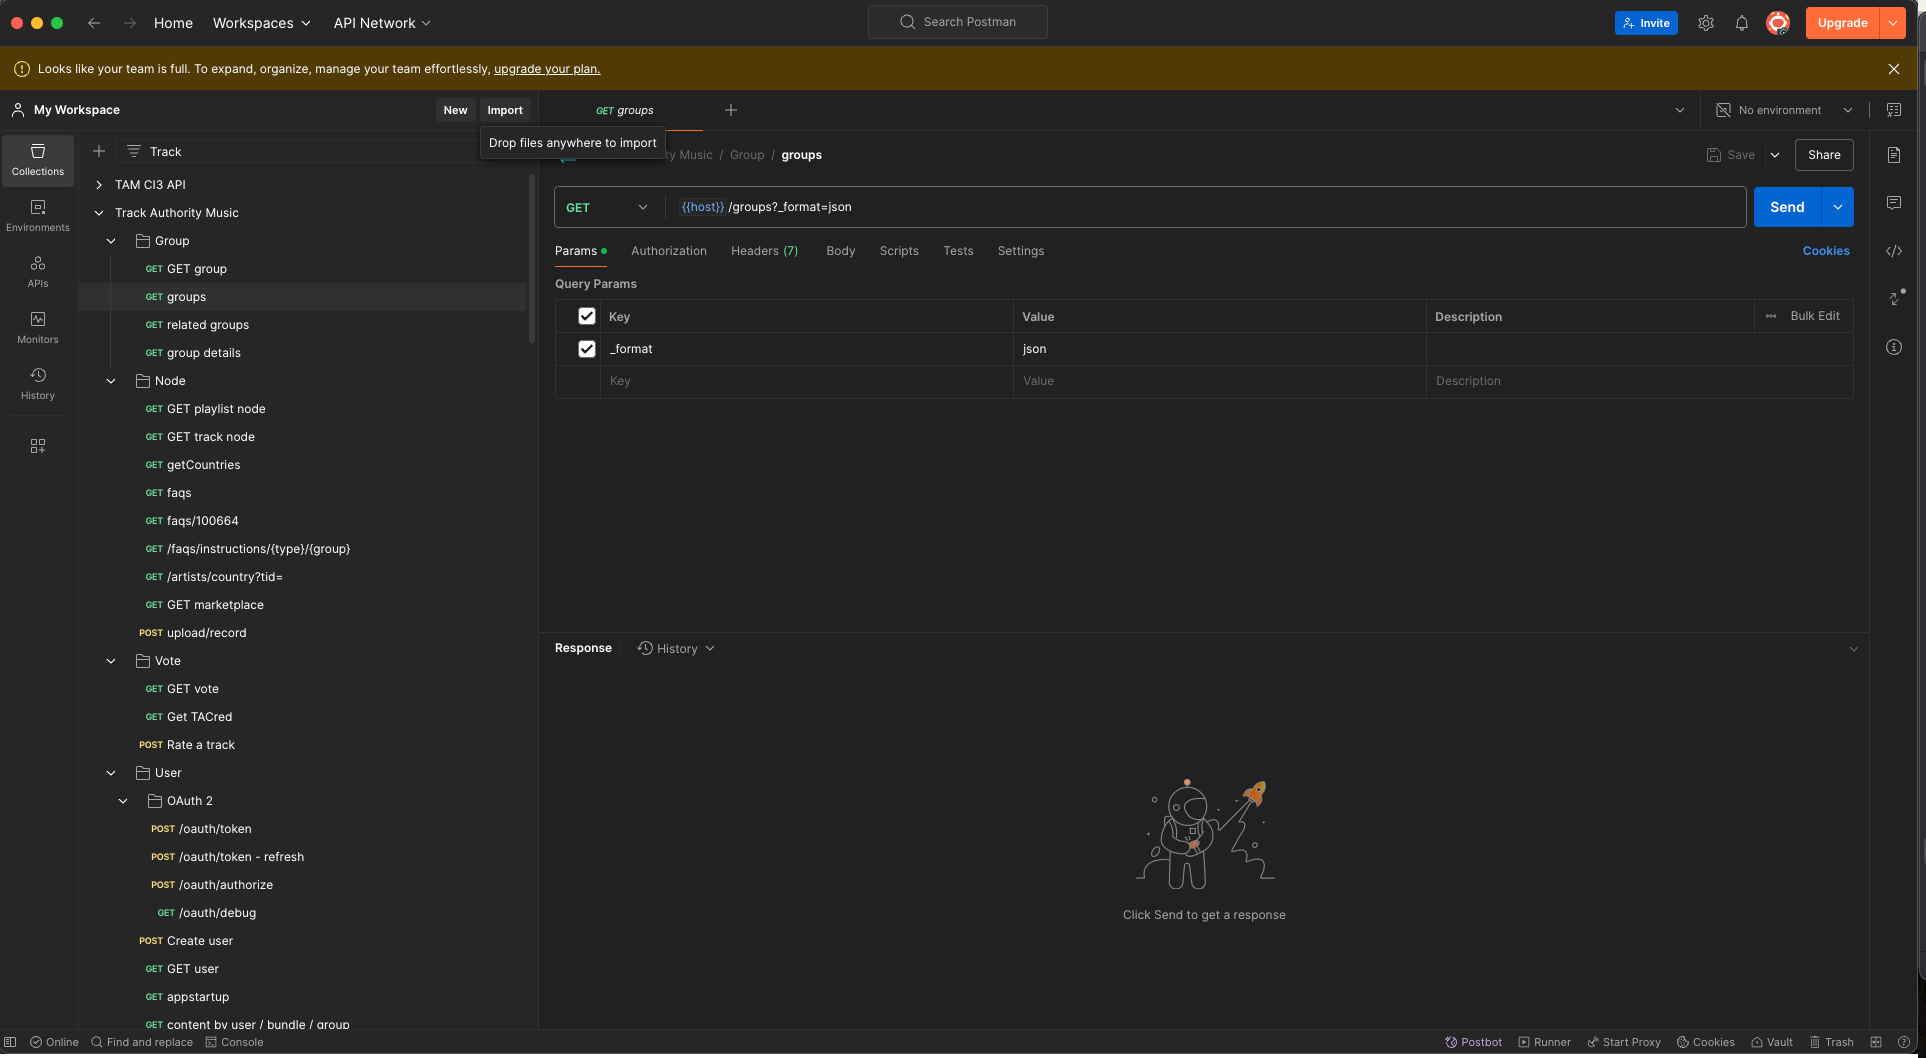 Home Workspaces API Network Search Postman Invite Upgrade
Looks like your team is full. To expand, organize, manage your team effortlessly, upgrade your plan.
My Workspace New Import GET groups No environment
Drop files anywhere to import
Track
Collections
Environments
APIs
Monitors
History
TAM CI3 API
Track Authority Music
Group
GET GET group
GET groups
GET related groups
GET group details
Node
GET GET playlist node
GET GET track node
GET getCountries
GET faqs
GET faqs/100664
GET /faqs/instructions/{type}/{group}
GET /artists/country?tid=
GET GET marketplace
POST upload/record
Vote
GET GET vote
GET Get TACred
POST Rate a track
User
OAuth 2
POST /oauth/token
POST /oauth/token - refresh
POST /oauth/authorize
GET /oauth/debug
POST Create user
GET GET user
GET appstartup
GET content by user / bundle / group
ty Music / Group / groups Save Share
GET {{host}} /groups?_format=json Send
Params Authorization Headers (7) Body Scripts Tests Settings Cookies
Query Params
Key Value Description Bulk Edit
_format json
Key Value Description
Response History
Click Send to get a response
Online Find and replace Console Postbot Runner Start Proxy Cookies Vault Trash